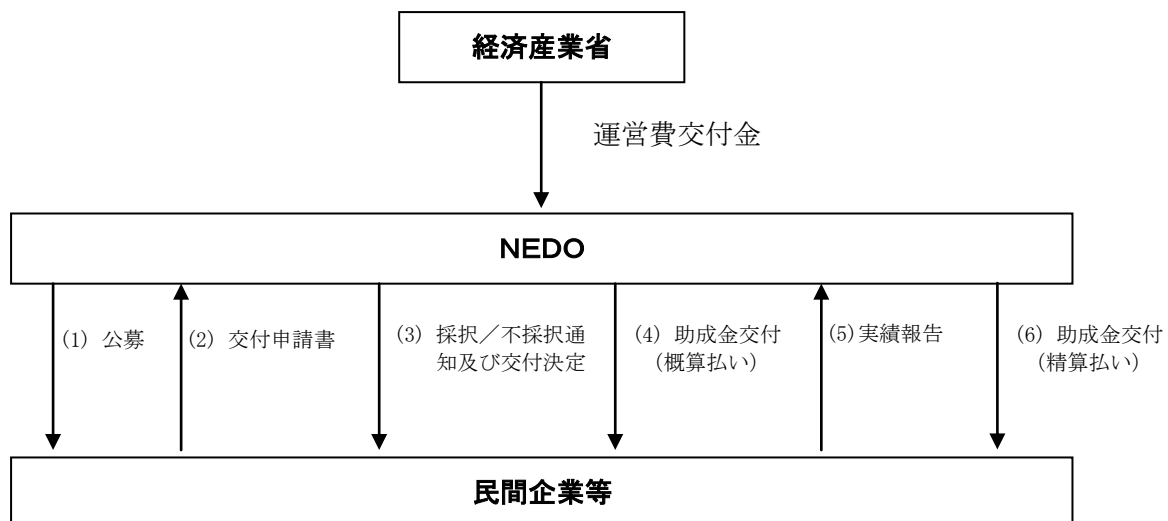 経済産業省
運営費交付金
NEDO
(1) 公募
(2) 交付申請書
(3) 採択／不採択通
知及び交付決定
(4) 助成金交付
(概算払い)
(5)実績報告
(6) 助成金交付
(精算払い)
民間企業等